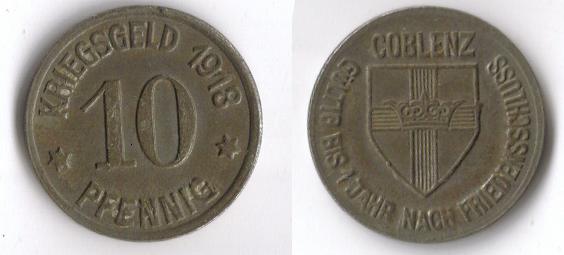 KRIEGSGELD 1918
10
PFENNIG
COBLENZ
GÜLTIG BIS 1 JAHR NACH FRIEDENSSCHLUSS